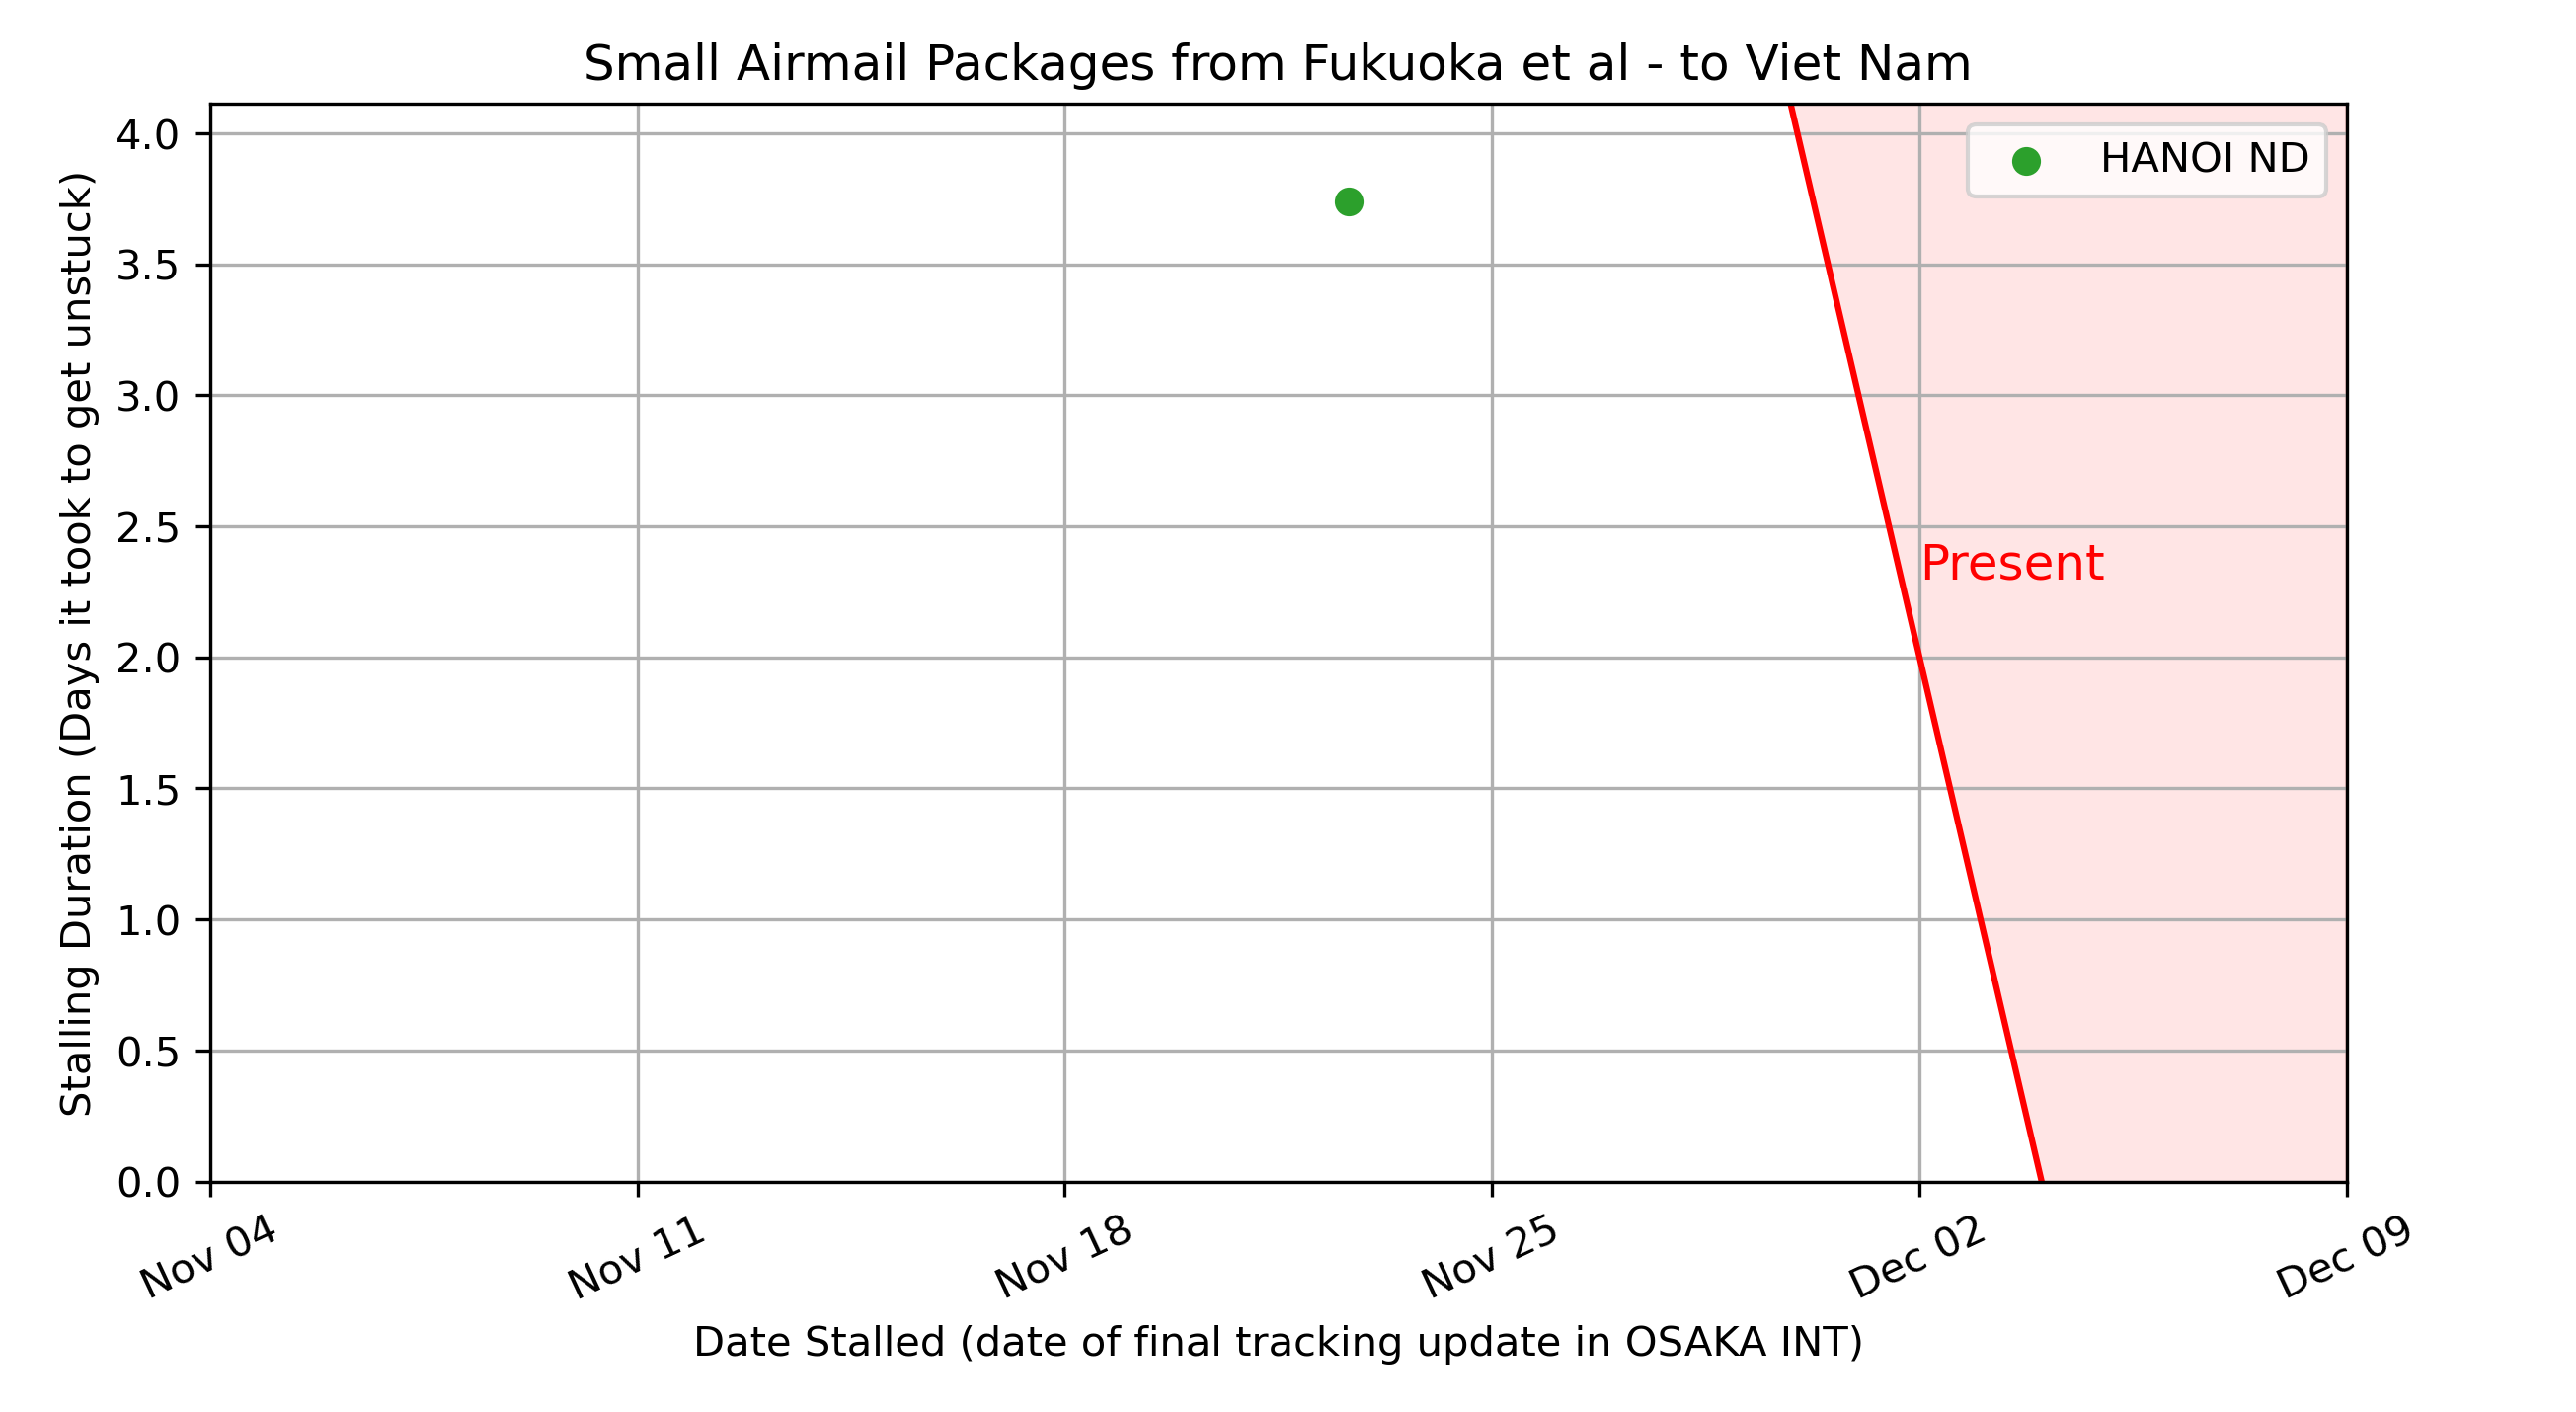 Small Airmail Packages from Fukuoka et al - to Viet Nam
HANOI ND
Present
Stalling Duration (Days it took to get unstuck)
4.0
3.5
3.0
2.5
2.0
1.5
1.0
0.5
0.0
Nov 04
Nov 11
Nov 18
Nov 25
Dec 02
Dec 09
Date Stalled (date of final tracking update in OSAKA INT)